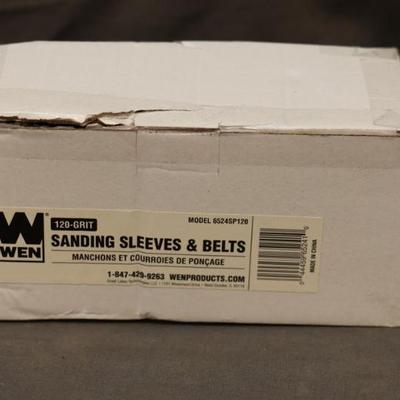 WEN
120-GRIT
MODEL 6524SP120
SANDING SLEEVES & BELTS
MANCHONS ET COURROIES DE PONÇAGE
1-847-429-9263 WENPRODUCTS.COM
MADE IN CHINA